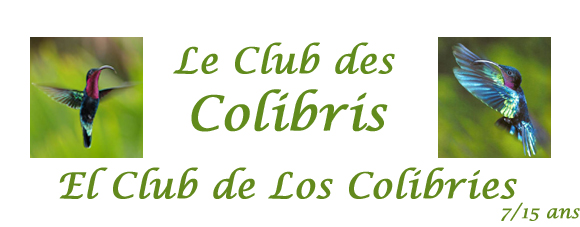 Le Club des
Colibris
El Club de Los Colibries
7/15 ans